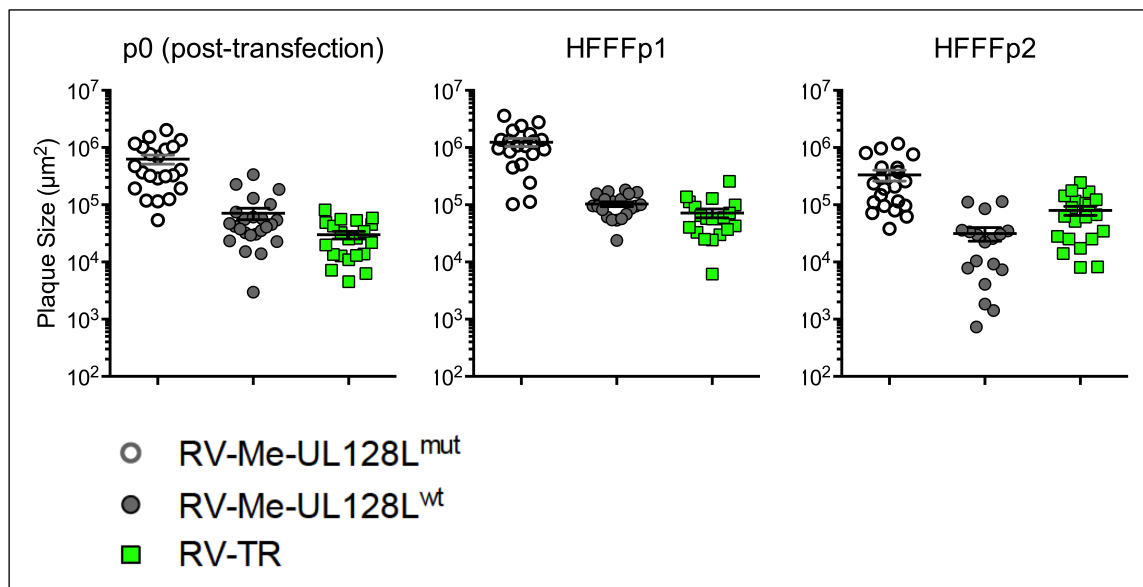 p0 (post-transfection) HFFFp1 HFFFp2
Plaque Size (µm²)
10⁷ 10⁷ 10⁷
10⁶ 10⁶ 10⁶
10⁵ 10⁵ 10⁵
10⁴ 10⁴ 10⁴
10³ 10³ 10³
10² 10² 10²
RV-Me-UL128Lᵐᵘᵗ
RV-Me-UL128Lʷᵗ
RV-TR